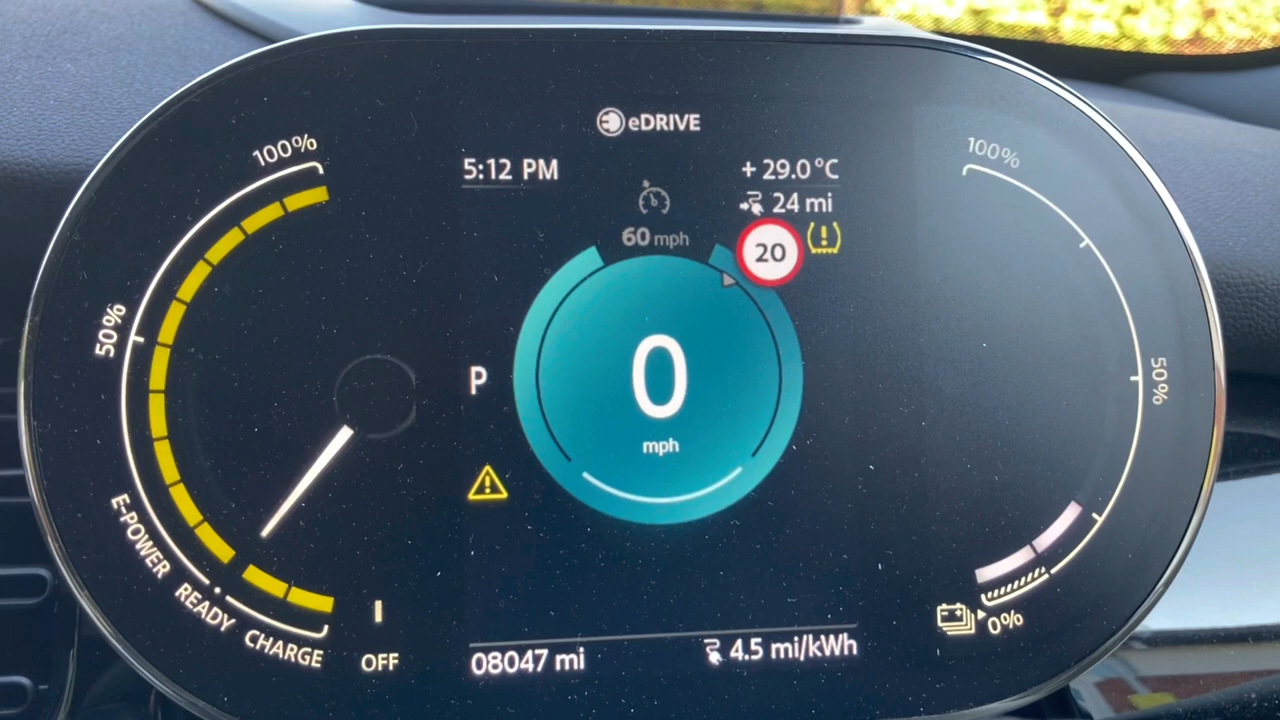 eDRIVE
5:12 PM
+ 29.0°C
24 mi
60 mph
20
100%
50%
E-POWER
READY
CHARGE
OFF
P
0
mph
100%
50%
0%
08047 mi
4.5 mi/kWh